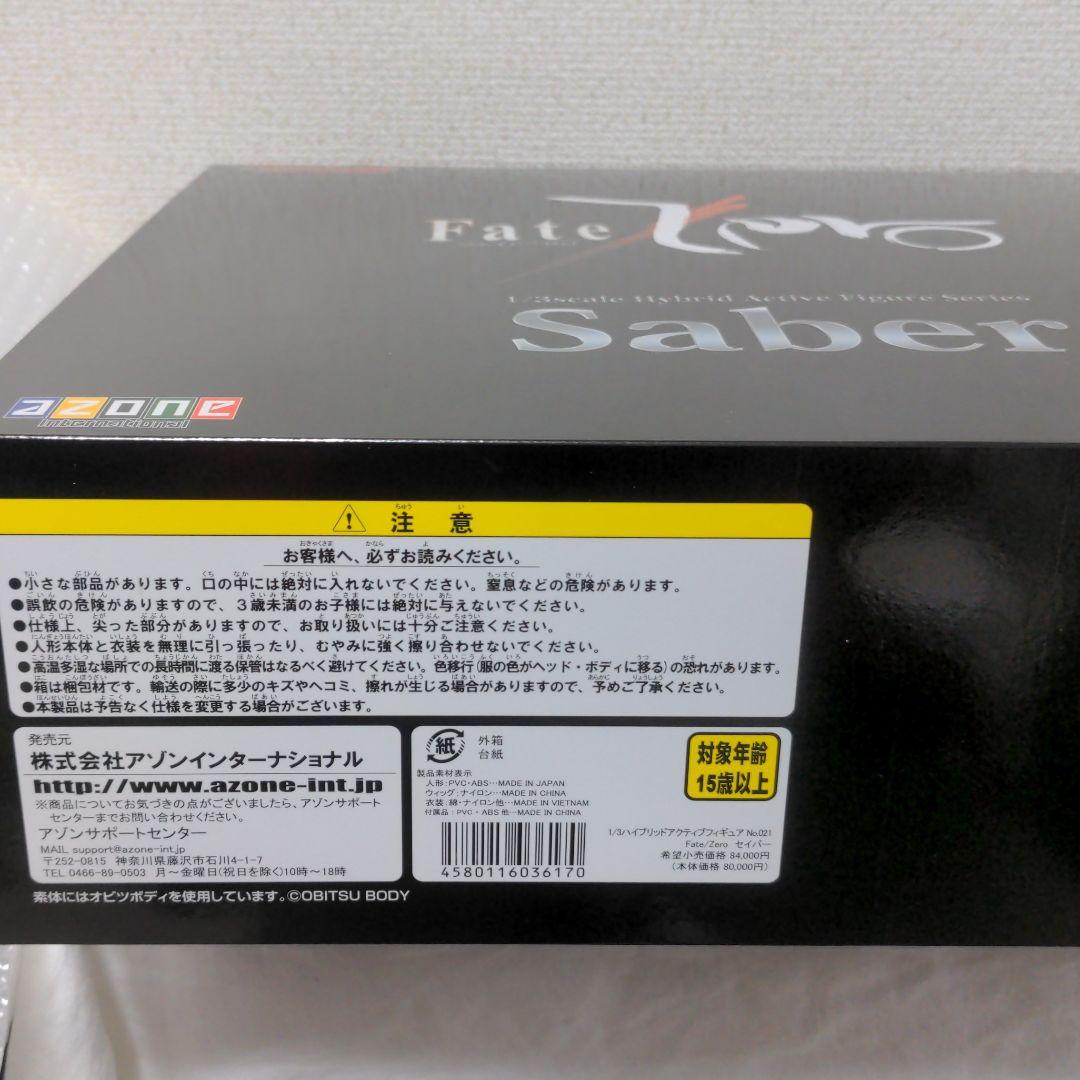 Fate/Zero
1/3scale Hybrid Active Figure Series
Saber
azone
international
注意
お客様へ、必ずお読みください。
●小さな部品があります。口の中には絶対に入れないでください。窒息などの危険があります。
●誤飲の危険がありますので、3歳未満のお子様には絶対に与えないでください。
●仕様上、尖った部分がありますので、お取り扱いには十分ご注意ください。
●人形本体と衣装を無理に引っ張ったり、むやみに強く擦り合わせないでください。
●高温多湿な場所での長時間に渡る保管はなるべく避けてください。色移行(服の色がヘッド・ボディに移る)の恐れがあります。
●箱は梱包材です。輸送の際に多少のキズやヘコミ、擦れが生じる場合がありますので、予めご了承ください。
●本製品は予告なく仕様を変更する場合がございます。
発売元
株式会社アゾンインターナショナル
http://www.azone-int.jp
※商品についてお気づきの点がございましたら、アゾンサポート
センターまでお問い合わせください。
アゾンサポートセンター
MAIL support@azone-int.jp
〒252-0815 神奈川県藤沢市石川4-1-7
TEL 0466-89-0503 月〜金曜日(祝日を除く)10時〜18時
紙
外箱
台紙
製品素材表示
人形:PVC・ABS…MADE IN JAPAN
ウィッグ:ナイロン…MADE IN CHINA
衣装:綿・ナイロン他…MADE IN VIETNAM
付属品:PVC・ABS 他…MADE IN CHINA
対象年齢
15歳以上
4580116036170
1/3ハイブリッドアクティブフィギュア No.021
Fate/Zero セイバー
希望小売価格 84,000円
(本体価格 80,000円)
素体にはオビツボディを使用しています。©OBITSU BODY